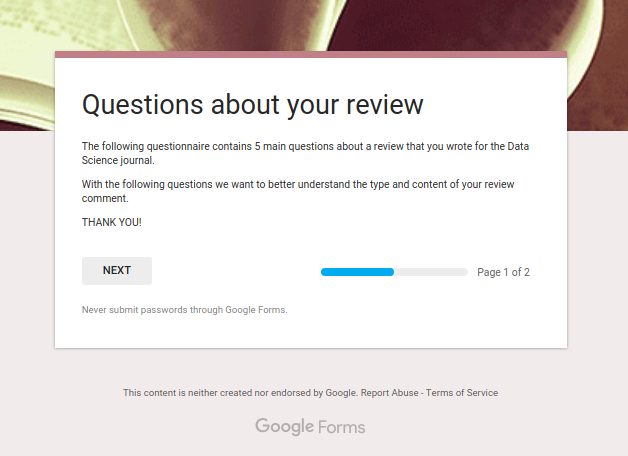 Questions about your review
The following questionnaire contains 5 main questions about a review that you wrote for the Data
Science journal.
With the following questions we want to better understand the type and content of your review
comment.
THANK YOU!
NEXT
Page 1 of 2
Never submit passwords through Google Forms.
This content is neither created nor endorsed by Google. Report Abuse - Terms of Service
Google Forms